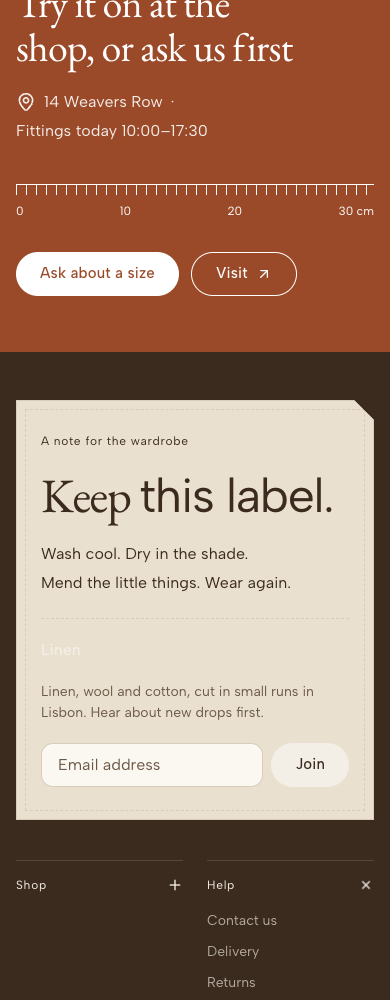 Try it on at the
shop, or ask us first
14 Weavers Row ·
Fittings today 10:00–17:30
0 10 20 30 cm
Ask about a size Visit
A note for the wardrobe
Keep this label.
Wash cool. Dry in the shade.
Mend the little things. Wear again.
Linen
Linen, wool and cotton, cut in small runs in
Lisbon. Hear about new drops first.
Email address Join
Shop Help
Contact us
Delivery
Returns